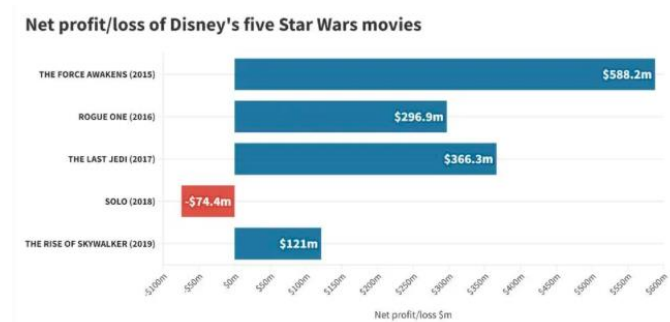 Net profit/loss of Disney's five Star Wars movies
THE FORCE AWAKENS (2015)
$588.2m
ROGUE ONE (2016)
$296.9m
THE LAST JEDI (2017)
$366.3m
SOLO (2018)
-$74.4m
THE RISE OF SKYWALKER (2019)
$121m
-$100m
-$50m
$0m
$50m
$100m
$150m
$200m
$250m
$300m
$350m
$400m
$450m
$500m
$550m
$600m
Net profit/loss $m